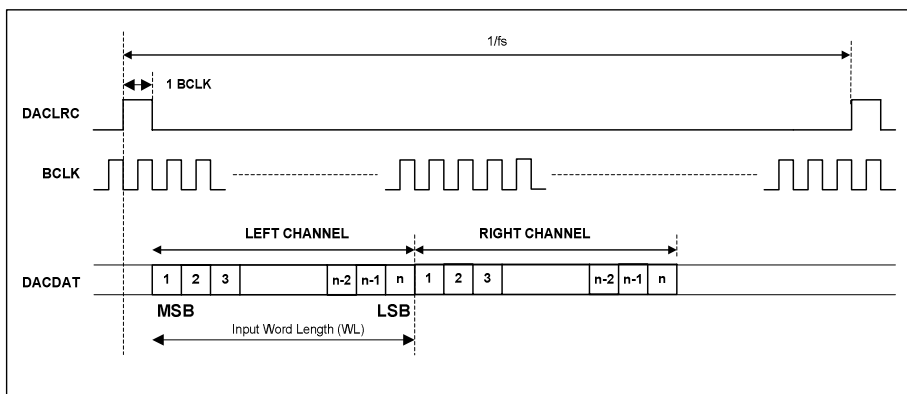 1/fs
1 BCLK
DACLRC
BCLK
LEFT CHANNEL
RIGHT CHANNEL
DACDAT
1 2 3 n-2 n-1 n 1 2 3 n-2 n-1 n
MSB LSB
Input Word Length (WL)